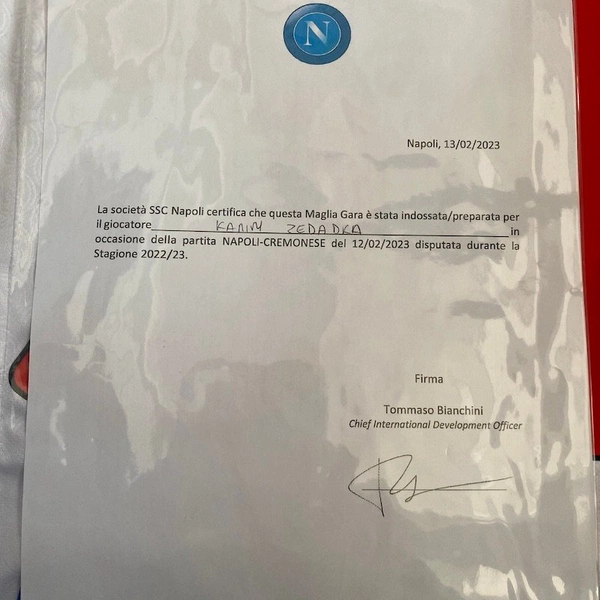 N
Napoli, 13/02/2023
La società SSC Napoli certifica che questa Maglia Gara è stata indossata/preparata per
il giocatore KARIM ZEDADKA in
occasione della partita NAPOLI-CREMONESE del 12/02/2023 disputata durante la
Stagione 2022/23.
Firma
Tommaso Bianchini
Chief International Development Officer